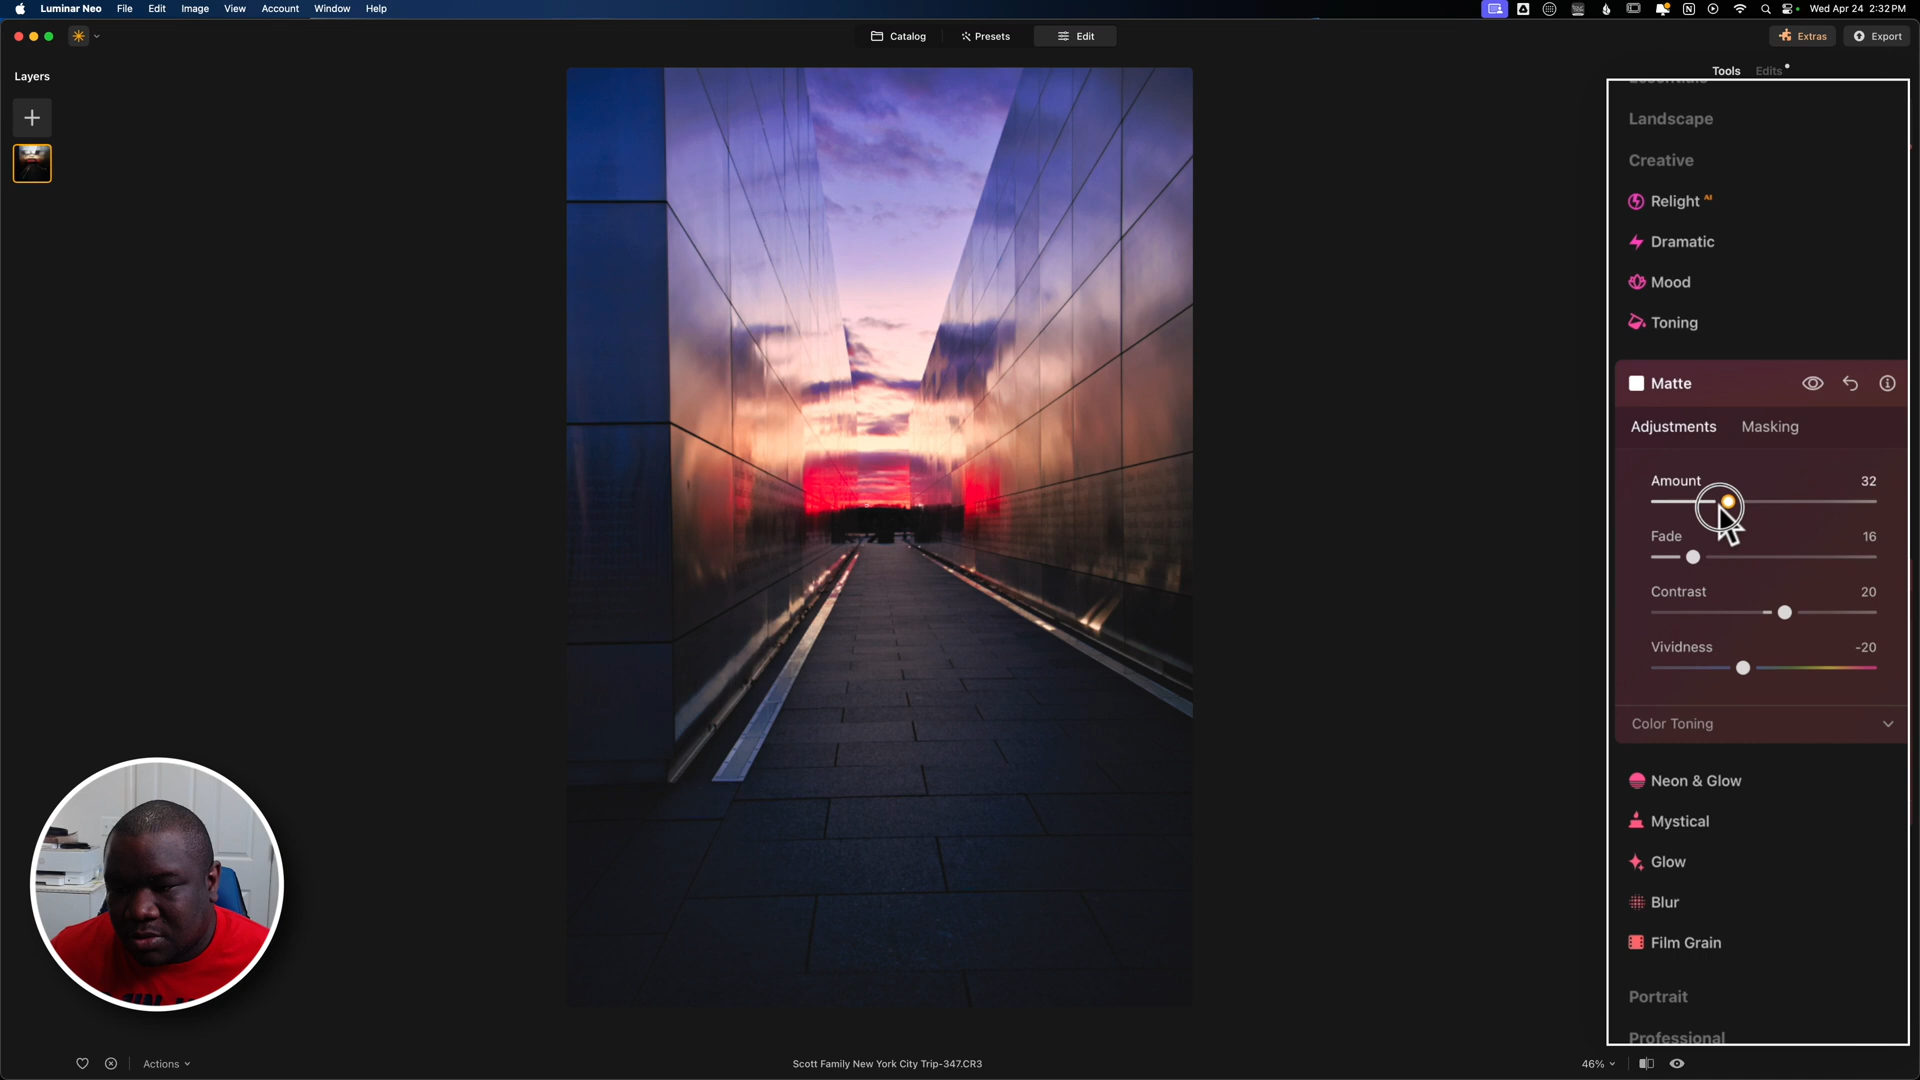 Luminar Neo File Edit Image View Account Window Help
Wed Apr 24 2:32PM
Catalog Presets Edit
Extras Export
Layers
Tools Edits
Essentials
Landscape
Creative
Relight AI
Dramatic
Mood
Toning
Matte
Adjustments Masking
Amount 32
Fade 16
Contrast 20
Vividness -20
Color Toning
Neon & Glow
Mystical
Glow
Blur
Film Grain
Portrait
Professional
Actions
Scott Family New York City Trip-347.CR3
46%